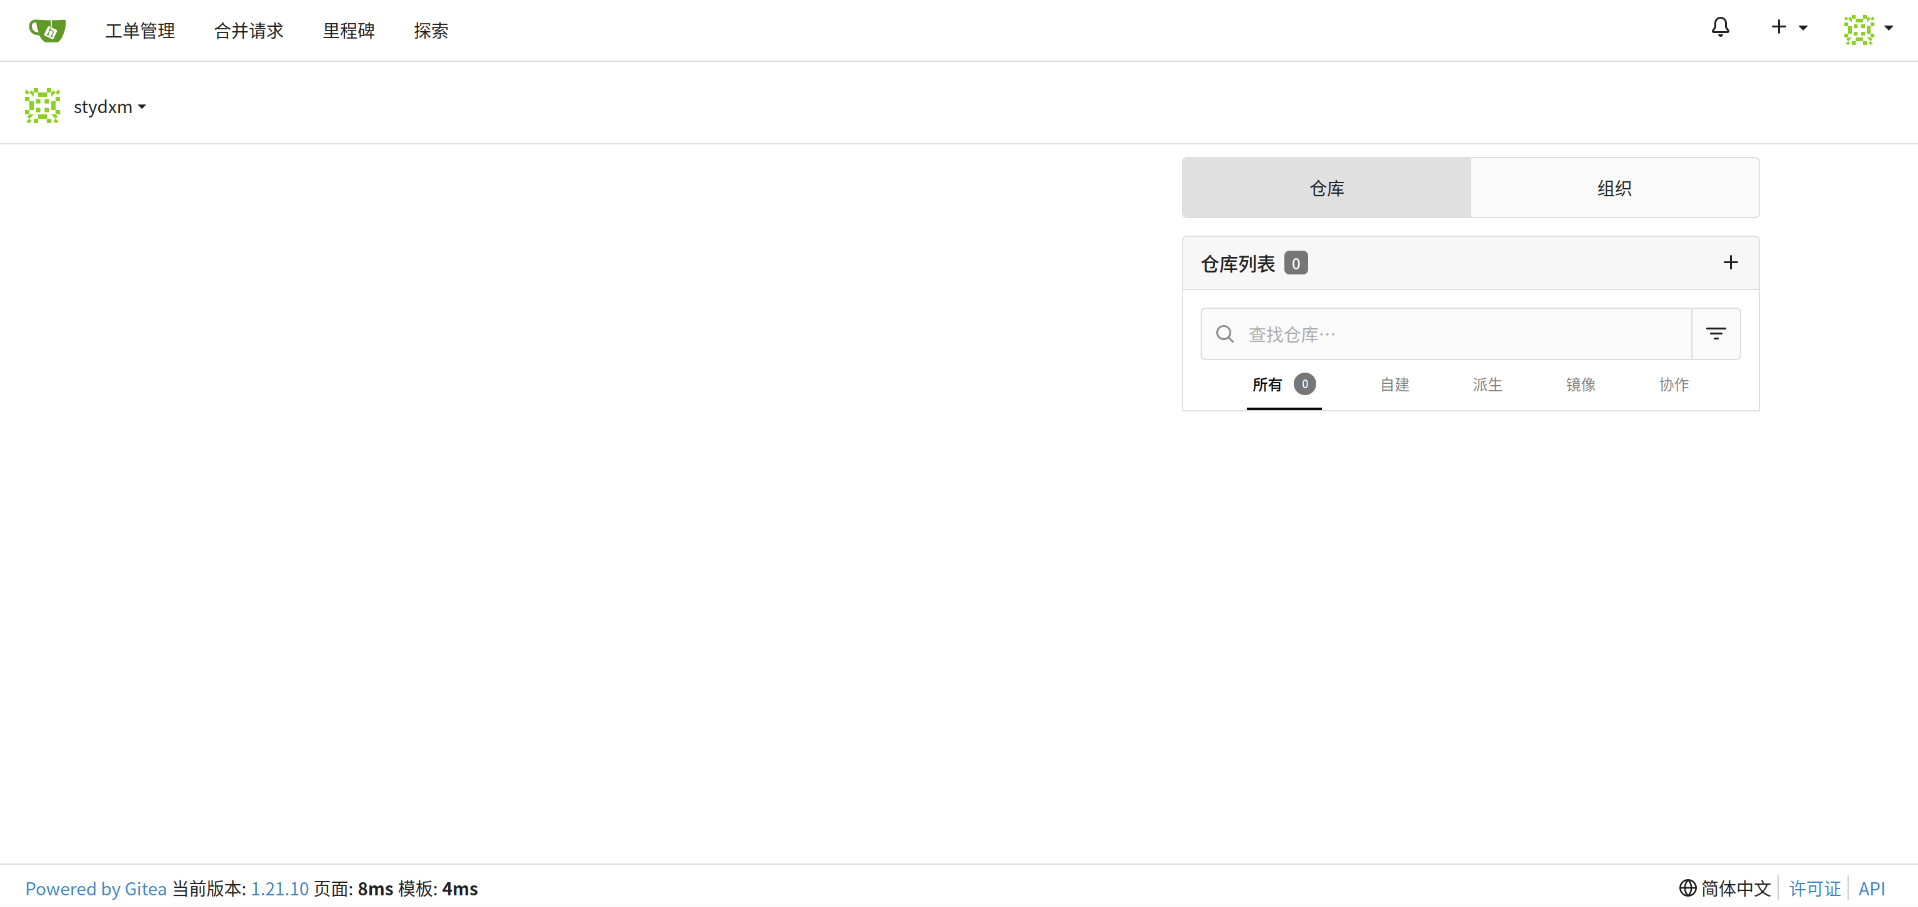 工单管理 合并请求 里程碑 探索
stydxm
仓库 组织
仓库列表 0
查找仓库…
所有 0 自建 派生 镜像 协作
Powered by Gitea 当前版本: 1.21.10 页面: 8ms 模板: 4ms 简体中文 许可证 API